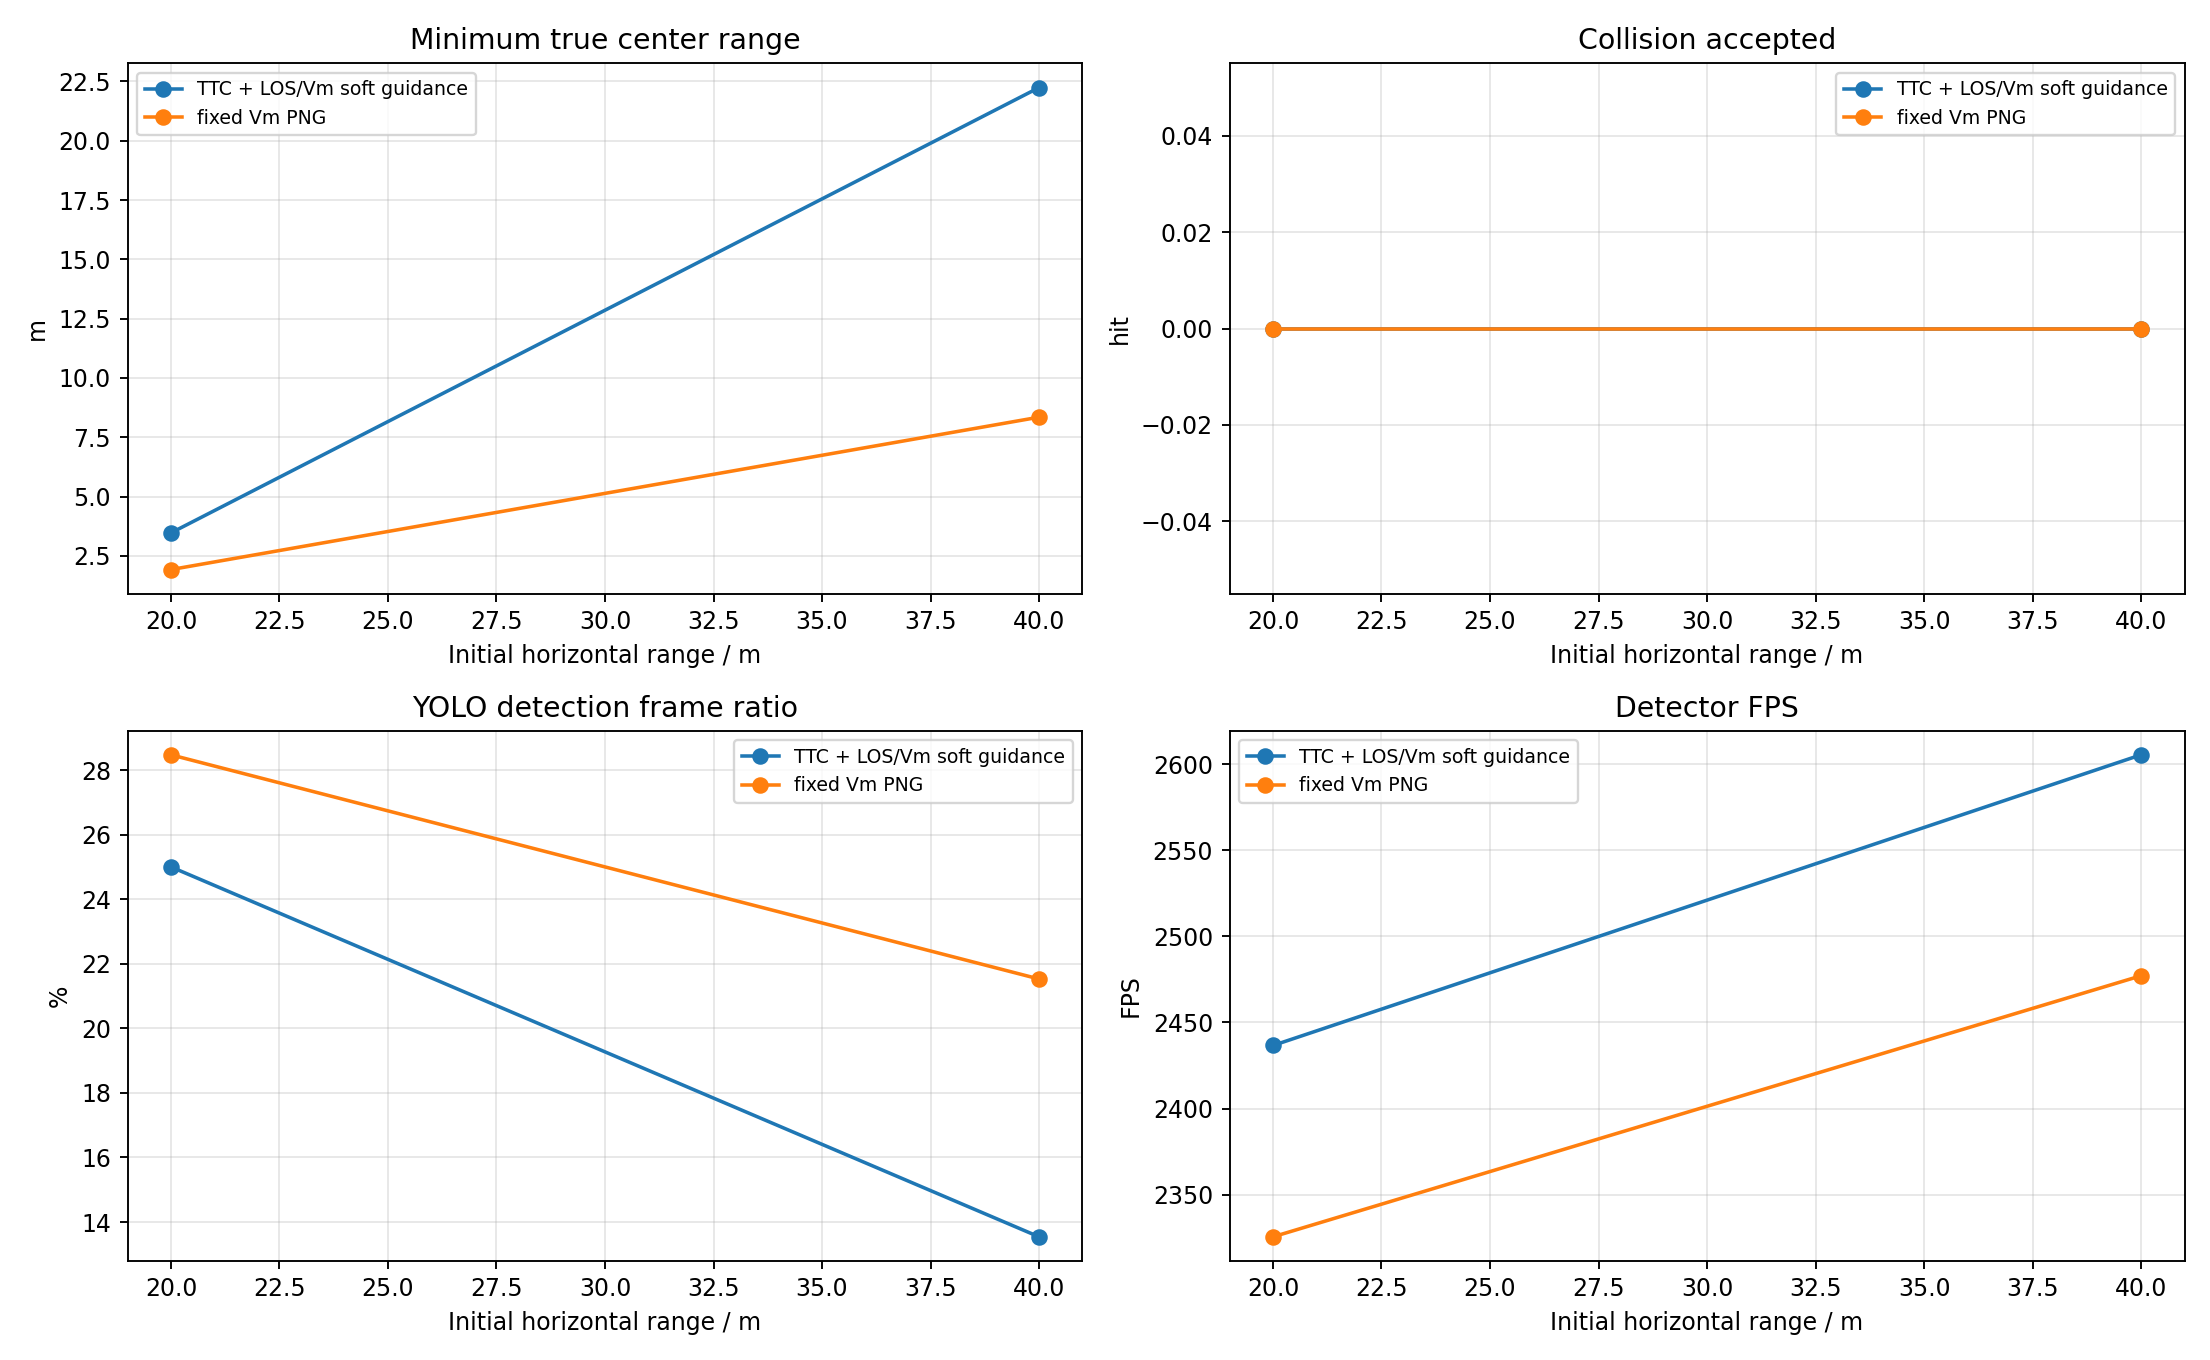 Minimum true center range
TTC + LOS/Vm soft guidance
fixed Vm PNG
22.5
20.0
17.5
15.0
12.5
10.0
7.5
5.0
2.5
m
20.0 22.5 25.0 27.5 30.0 32.5 35.0 37.5 40.0
Initial horizontal range / m
Collision accepted
TTC + LOS/Vm soft guidance
fixed Vm PNG
0.04
0.02
0.00
−0.02
−0.04
hit
20.0 22.5 25.0 27.5 30.0 32.5 35.0 37.5 40.0
Initial horizontal range / m
YOLO detection frame ratio
TTC + LOS/Vm soft guidance
fixed Vm PNG
28
26
24
22
20
18
16
14
%
20.0 22.5 25.0 27.5 30.0 32.5 35.0 37.5 40.0
Initial horizontal range / m
Detector FPS
TTC + LOS/Vm soft guidance
fixed Vm PNG
2600
2550
2500
2450
2400
2350
FPS
20.0 22.5 25.0 27.5 30.0 32.5 35.0 37.5 40.0
Initial horizontal range / m